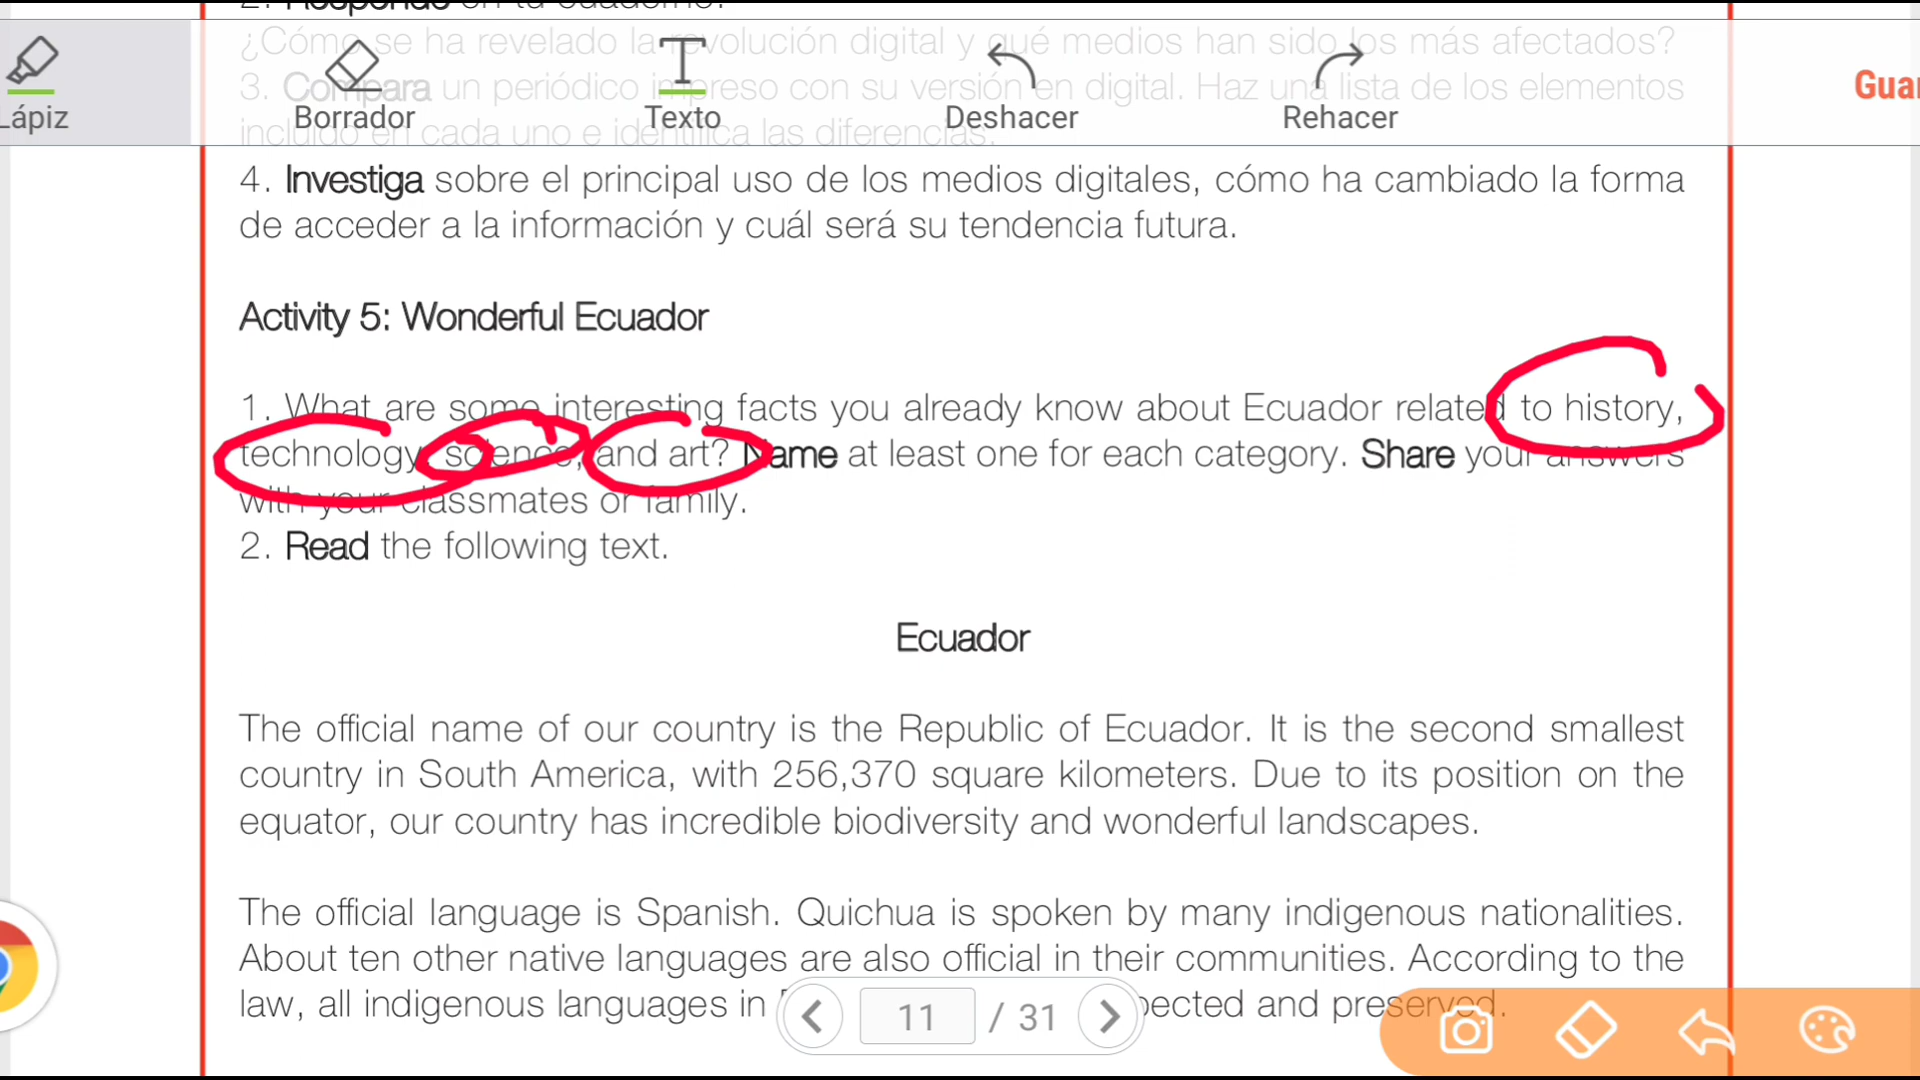 2. Responde en tu cuaderno:
¿Cómo se ha revelado la revolución digital y qué medios han sido los más afectados?
3. Compara un periódico impreso con su versión en digital. Haz una lista de los elementos
incluido en cada uno e identifica las diferencias.
Lápiz
Borrador
Texto
Deshacer
Rehacer
4. Investiga sobre el principal uso de los medios digitales, cómo ha cambiado la forma
de acceder a la información y cuál será su tendencia futura.
Activity 5: Wonderful Ecuador
1. What are some interesting facts you already know about Ecuador related to history,
technology, science, and art? Name at least one for each category. Share your answers
with your classmates or family.
2. Read the following text.
Ecuador
The official name of our country is the Republic of Ecuador. It is the second smallest
country in South America, with 256,370 square kilometers. Due to its position on the
equator, our country has incredible biodiversity and wonderful landscapes.
The official language is Spanish. Quichua is spoken by many indigenous nationalities.
About ten other native languages are also official in their communities. According to the
law, all indigenous languages in pected and preserved.
11 / 31